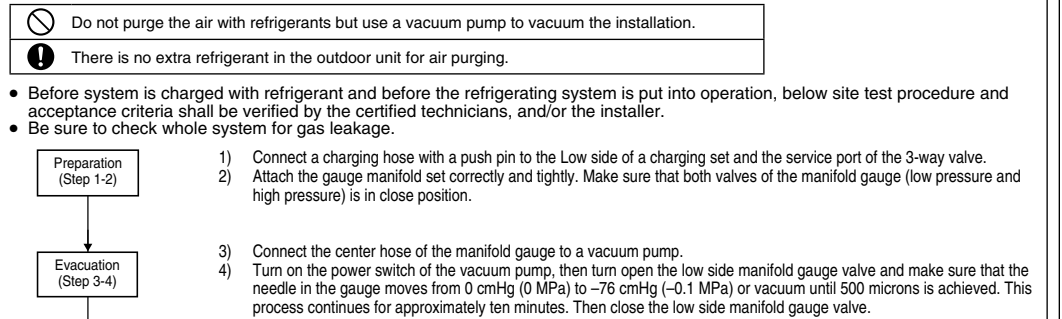 Do not purge the air with refrigerants but use a vacuum pump to vacuum the installation.
There is no extra refrigerant in the outdoor unit for air purging.
• Before system is charged with refrigerant and before the refrigerating system is put into operation, below site test procedure and
acceptance criteria shall be verified by the certified technicians, and/or the installer.
• Be sure to check whole system for gas leakage.
Preparation
(Step 1-2)
1) Connect a charging hose with a push pin to the Low side of a charging set and the service port of the 3-way valve.
2) Attach the gauge manifold set correctly and tightly. Make sure that both valves of the manifold gauge (low pressure and
high pressure) is in close position.
Evacuation
(Step 3-4)
3) Connect the center hose of the manifold gauge to a vacuum pump.
4) Turn on the power switch of the vacuum pump, then turn open the low side manifold gauge valve and make sure that the
needle in the gauge moves from 0 cmHg (0 MPa) to –76 cmHg (–0.1 MPa) or vacuum until 500 microns is achieved. This
process continues for approximately ten minutes. Then close the low side manifold gauge valve.